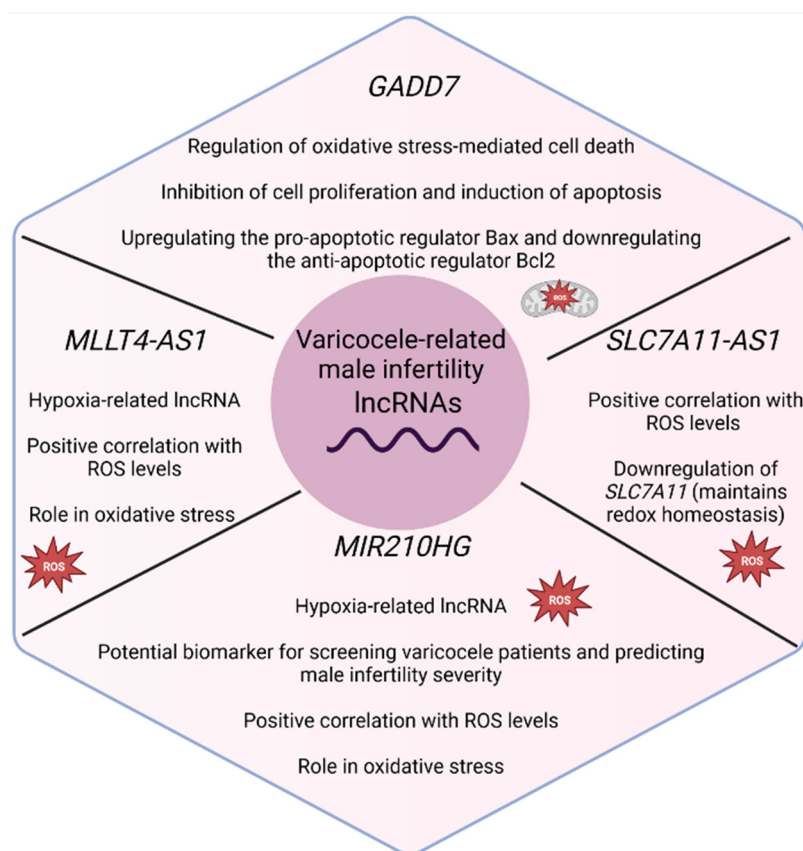 GADD7
Regulation of oxidative stress-mediated cell death
Inhibition of cell proliferation and induction of apoptosis
Upregulating the pro-apoptotic regulator Bax and downregulating
the anti-apoptotic regulator Bcl2
ROS
MLLT4-AS1
Hypoxia-related lncRNA
Positive correlation with
ROS levels
Role in oxidative stress
ROS
Varicocele-related
male infertility
lncRNAs
SLC7A11-AS1
Positive correlation with
ROS levels
Downregulation of
SLC7A11 (maintains
redox homeostasis)
ROS
MIR210HG
Hypoxia-related lncRNA
ROS
Potential biomarker for screening varicocele patients and predicting
male infertility severity
Positive correlation with ROS levels
Role in oxidative stress